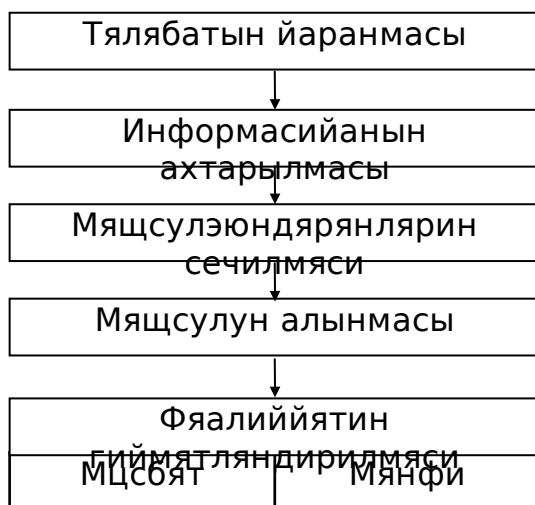 Тялябатын йаранмасы
Информасийанын
ахтарылмасы
Мящсулэюндярянлярин
сечилмяси
Мящсулун алынмасы
Фяалиййятин
гиймятляндирилмяси
Мцсбят Мянфи